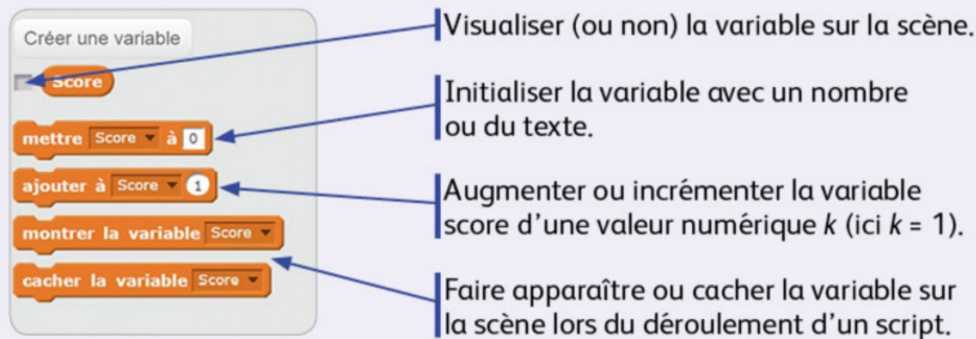 Créer une variable
Score
mettre Score à 0
ajouter à Score 1
montrer la variable Score
cacher la variable Score
Visualiser (ou non) la variable sur la scène.
Initialiser la variable avec un nombre
ou du texte.
Augmenter ou incrémenter la variable
score d'une valeur numérique k (ici k = 1).
Faire apparaître ou cacher la variable sur
la scène lors du déroulement d'un script.